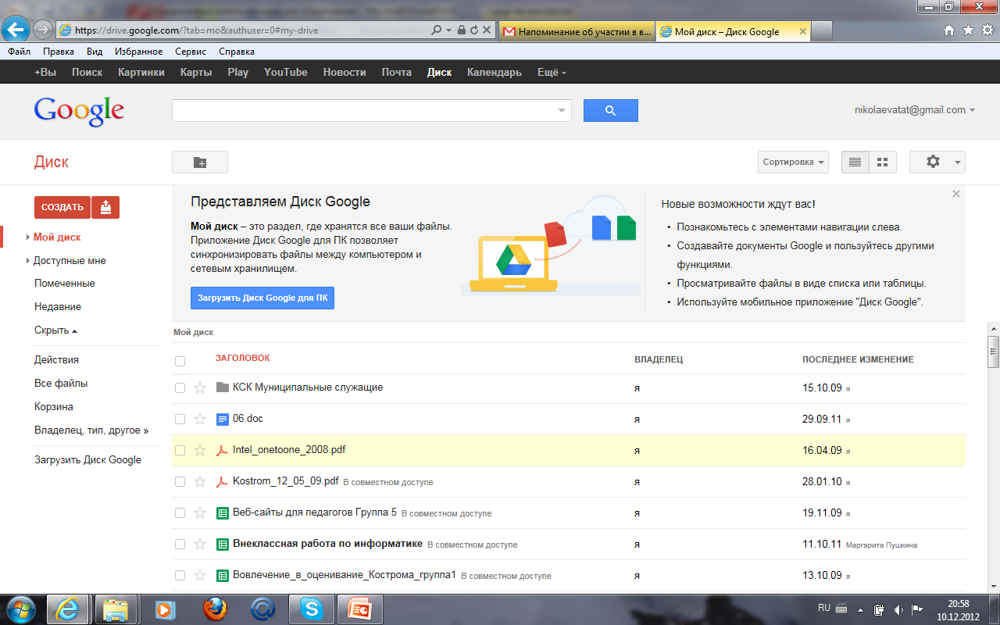 https://drive.google.com/?tab=mo&authuser=0#my-drive
Напоминание об участии в в...
Мой диск – Диск Google
Файл Правка Вид Избранное Сервис Справка
+Вы Поиск Картинки Карты Play YouTube Новости Почта Диск Календарь Ещё
Google
nikolaevatat@gmail.com
Диск
Сортировка
СОЗДАТЬ
Мой диск
Доступные мне
Помеченные
Недавние
Скрыть
Действия
Все файлы
Корзина
Владелец, тип, другое »
Загрузить Диск Google
Представляем Диск Google
Мой диск – это раздел, где хранятся все ваши файлы.
Приложение Диск Google для ПК позволяет
синхронизировать файлы между компьютером и
сетевым хранилищем.
Загрузить Диск Google для ПК
Новые возможности ждут вас!
• Познакомьтесь с элементами навигации слева.
• Создавайте документы Google и пользуйтесь другими
функциями.
• Просматривайте файлы в виде списка или таблицы.
• Используйте мобильное приложение "Диск Google".
Мой диск
ЗАГОЛОВОК ВЛАДЕЛЕЦ ПОСЛЕДНЕЕ ИЗМЕНЕНИЕ
КСК Муниципальные служащие я 15.10.09 я
06.doc я 29.09.11 я
Intel_onetoone_2008.pdf я 16.04.09 я
Kostrom_12_05_09.pdf В совместном доступе я 28.01.10 я
Веб-сайты для педагогов Группа 5 В совместном доступе я 19.11.09 я
Внеклассная работа по информатике В совместном доступе я 11.10.11 Маргарита Пушкина
Вовлечение_в_оценивание_Кострома_группа1 В совместном доступе я 13.10.09 я
RU
20:58
10.12.2012